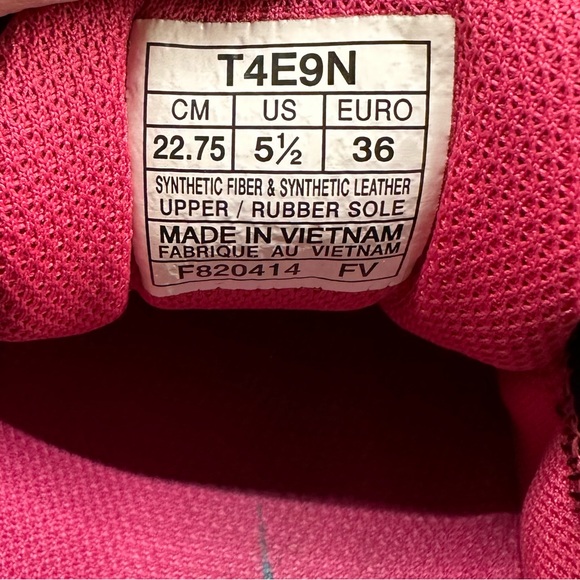 T4E9N
CM US EURO
22.75 5½ 36
SYNTHETIC FIBER & SYNTHETIC LEATHER
UPPER / RUBBER SOLE
MADE IN VIETNAM
FABRIQUE AU VIETNAM
F820414 FV